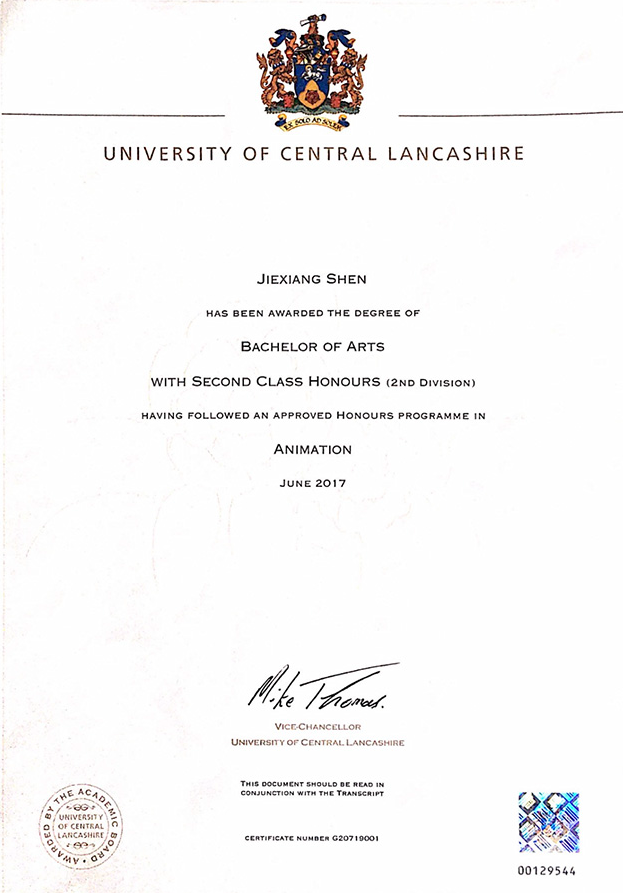 EX SOLO AD SOLEM
UNIVERSITY OF CENTRAL LANCASHIRE
JIEXIANG SHEN
HAS BEEN AWARDED THE DEGREE OF
BACHELOR OF ARTS
WITH SECOND CLASS HONOURS (2ND DIVISION)
HAVING FOLLOWED AN APPROVED HONOURS PROGRAMME IN
ANIMATION
JUNE 2017
Mike Thomas.
VICE-CHANCELLOR
UNIVERSITY OF CENTRAL LANCASHIRE
THIS DOCUMENT SHOULD BE READ IN
CONJUNCTION WITH THE TRANSCRIPT
AWARDED BY THE ACADEMIC BOARD
UNIVERSITY
OF CENTRAL
LANCASHIRE
CERTIFICATE NUMBER G20719001
00129544